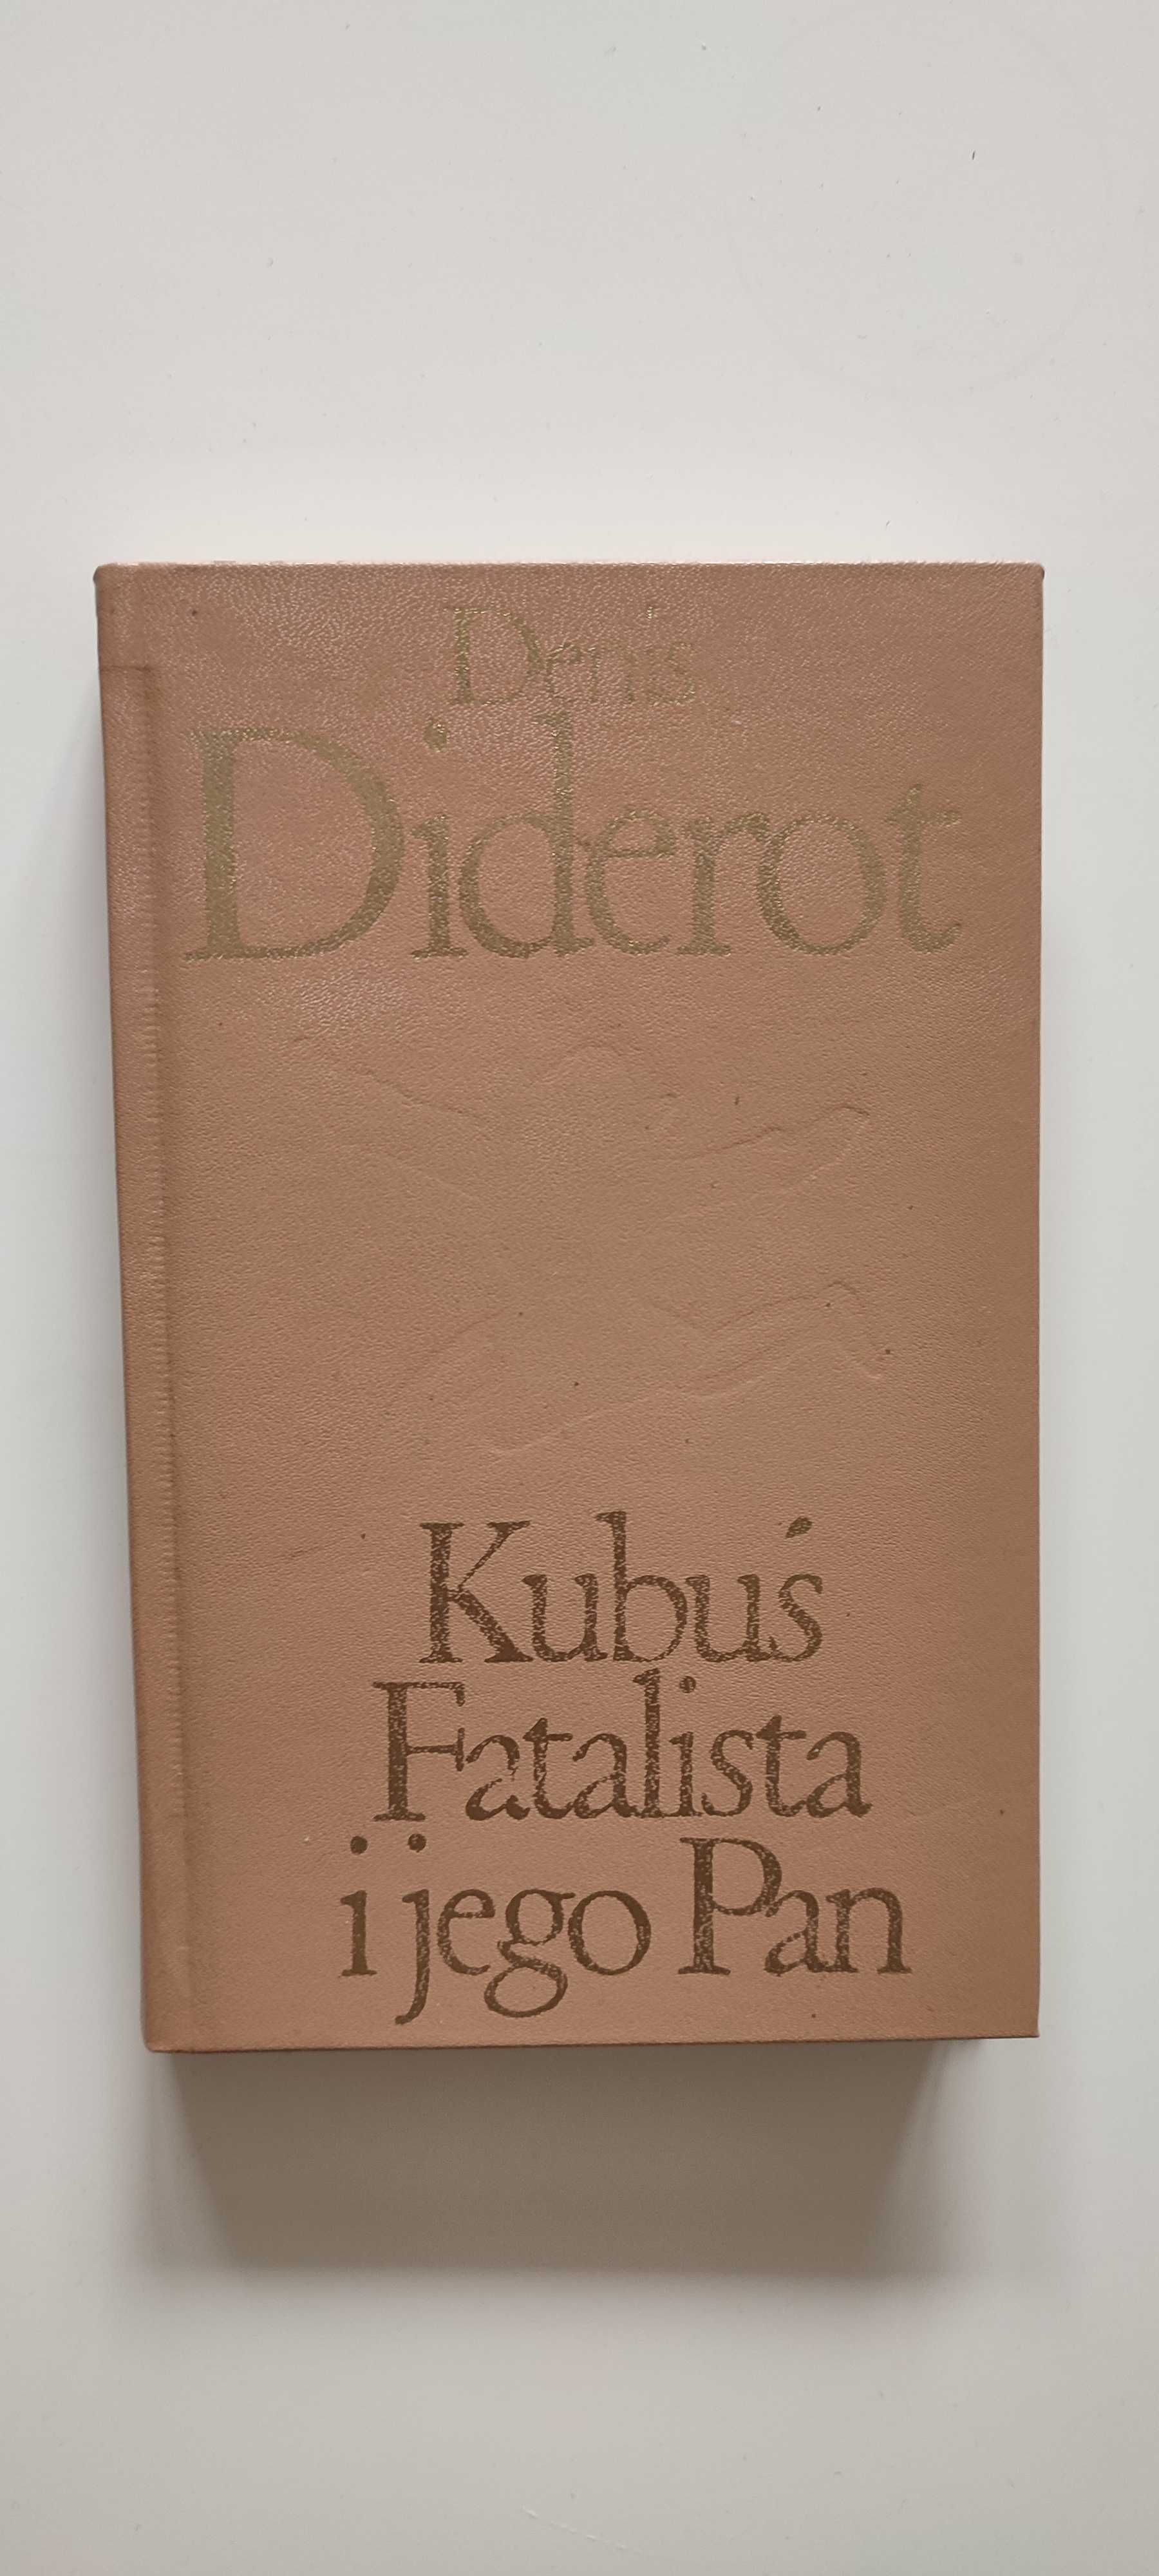 Denis
Diderot
Kubuś
Fatalista
i jego Pan